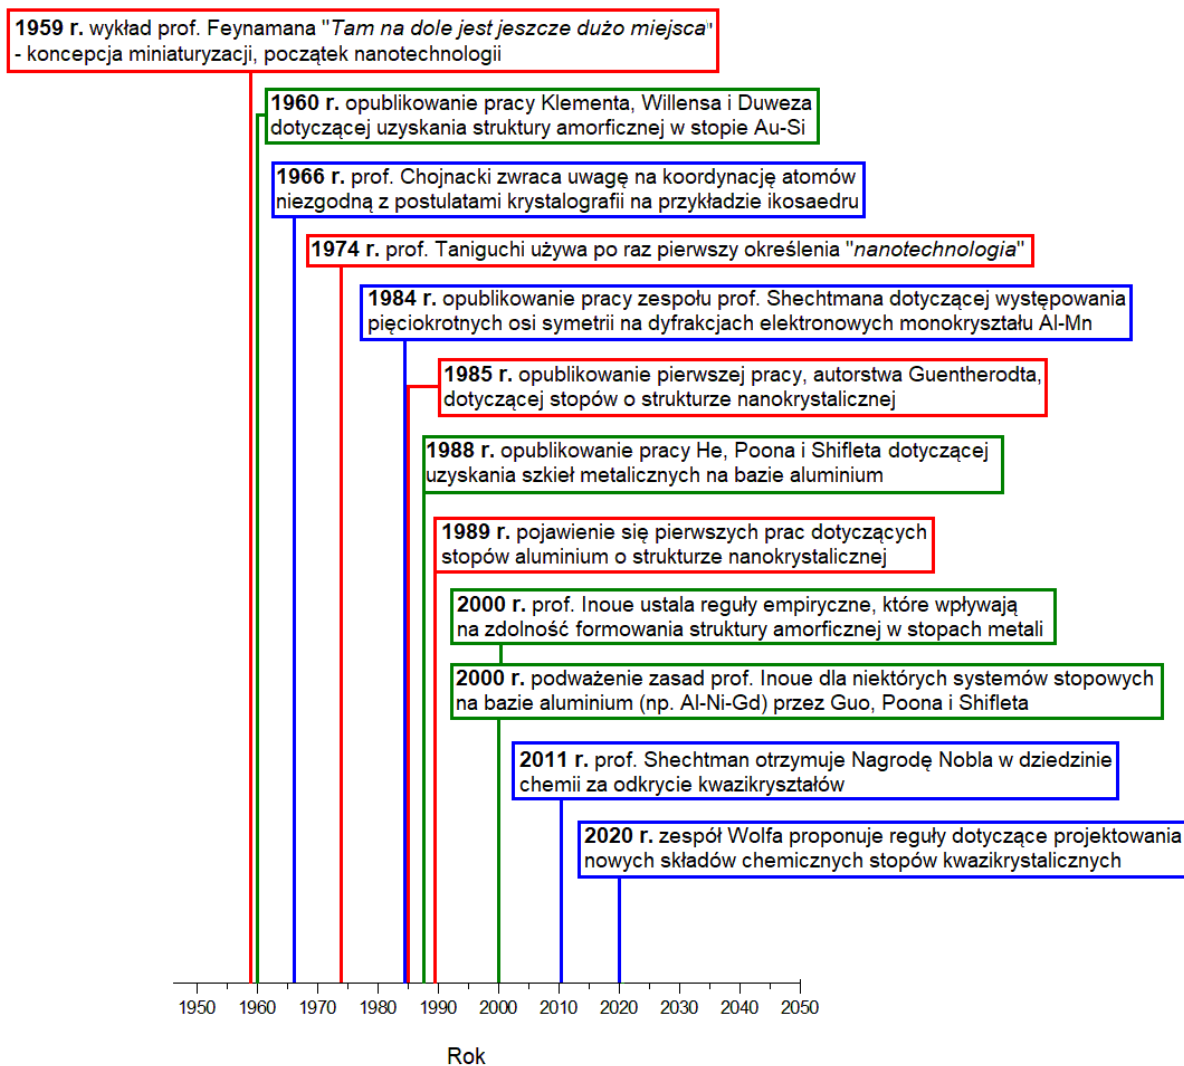 1959 r. wykład prof. Feynamana "Tam na dole jest jeszcze dużo miejsca"
- koncepcja miniaturyzacji, początek nanotechnologii
1960 r. opublikowanie pracy Klementa, Willensa i Duweza
dotyczącej uzyskania struktury amorficznej w stopie Au-Si
1966 r. prof. Chojnacki zwraca uwagę na koordynację atomów
niezgodną z postulatami krystalografii na przykładzie ikosaedru
1974 r. prof. Taniguchi używa po raz pierwszy określenia "nanotechnologia"
1984 r. opublikowanie pracy zespołu prof. Shechtmana dotyczącej występowania
pięciokrotnych osi symetrii na dyfrakcjach elektronowych monokryształu Al-Mn
1985 r. opublikowanie pierwszej pracy, autorstwa Guentherodta,
dotyczącej stopów o strukturze nanokrystalicznej
1988 r. opublikowanie pracy He, Poona i Shifleta dotyczącej
uzyskania szkieł metalicznych na bazie aluminium
1989 r. pojawienie się pierwszych prac dotyczących
stopów aluminium o strukturze nanokrystalicznej
2000 r. prof. Inoue ustala reguły empiryczne, które wpływają
na zdolność formowania struktury amorficznej w stopach metali
2000 r. podważenie zasad prof. Inoue dla niektórych systemów stopowych
na bazie aluminium (np. Al-Ni-Gd) przez Guo, Poona i Shifleta
2011 r. prof. Shechtman otrzymuje Nagrodę Nobla w dziedzinie
chemii za odkrycie kwazikryształów
2020 r. zespół Wolfa proponuje reguły dotyczące projektowania
nowych składów chemicznych stopów kwazikrystalicznych
1950 1960 1970 1980 1990 2000 2010 2020 2030 2040 2050
Rok